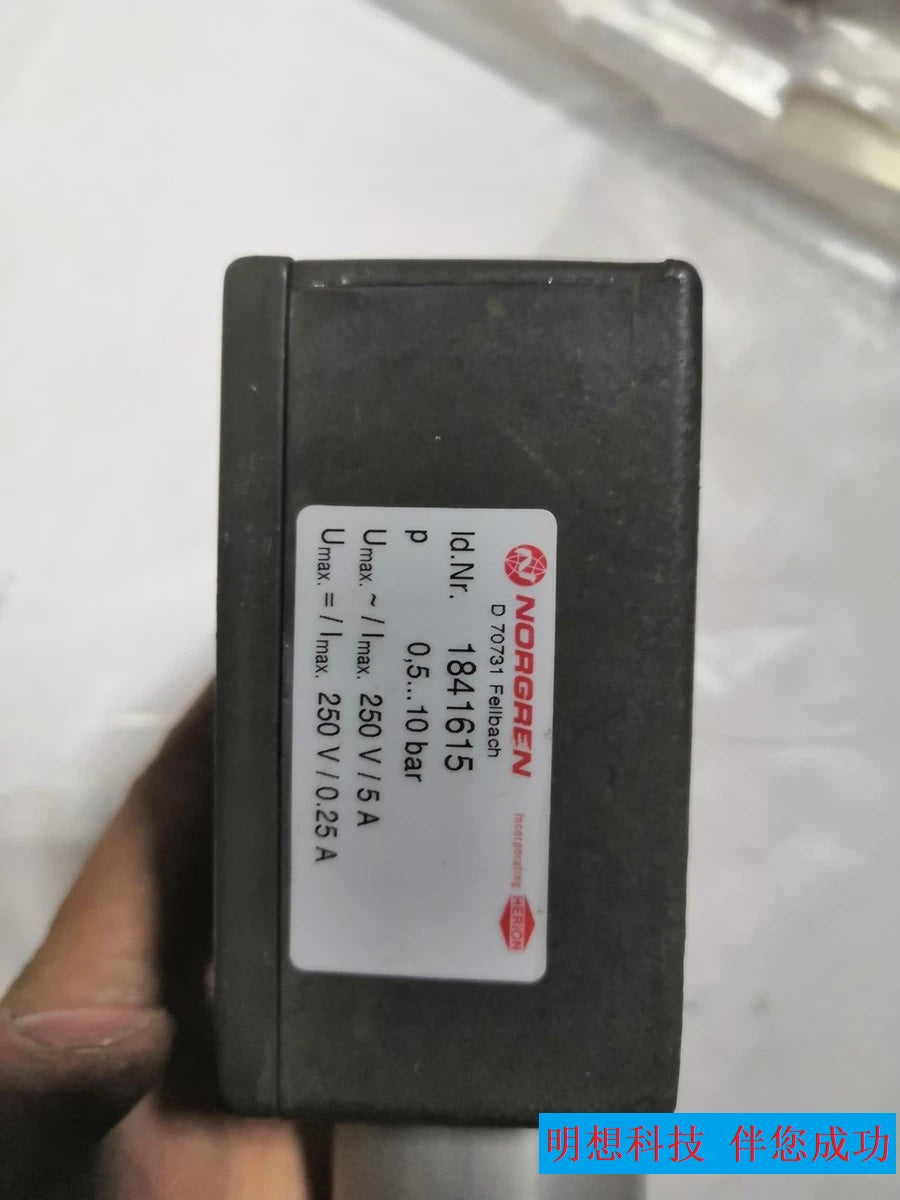 NORGREN Incorporating HERION
D 70731 Fellbach
Id.Nr. 1841615
p 0,5...10 bar
Umax. ~ / Imax. 250 V / 5 A
Umax. = / Imax. 250 V / 0.25 A
明想科技 伴您成功